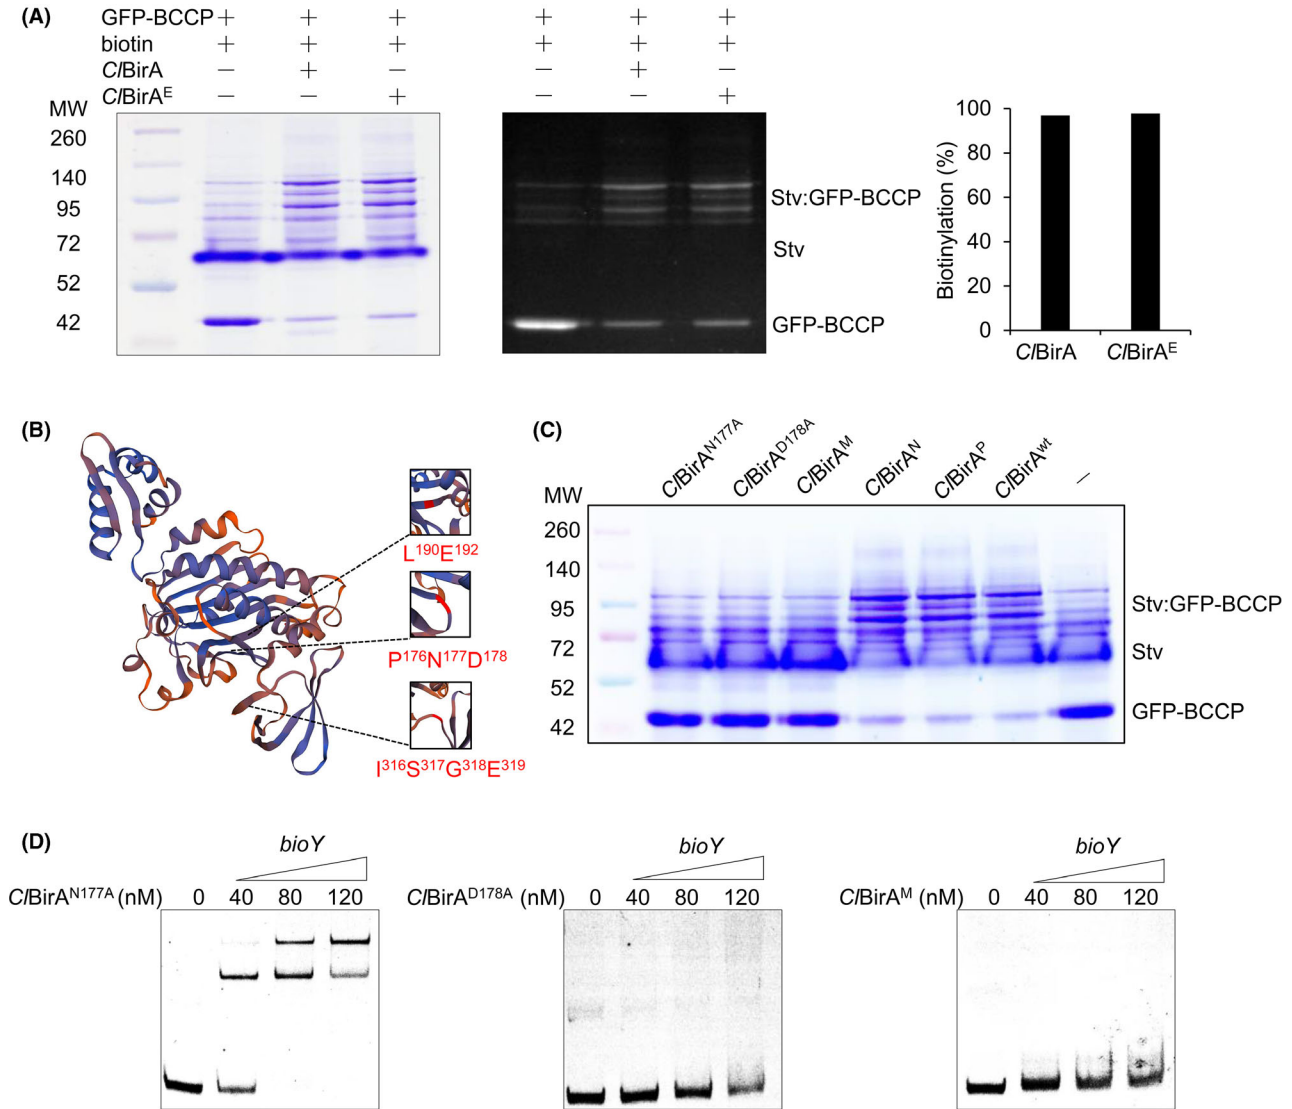 (A)
GFP-BCCP + + + + + +
biotin + + + + + +
ClBirA − + − − + −
ClBirAᴱ − − + − − +
MW
260
140
95
72
52
42
Stv:GFP-BCCP
Stv
GFP-BCCP
Biotinylation (%)
100
80
60
40
20
0
ClBirA ClBirAᴱ
(B)
L¹⁹⁰E¹⁹²
P¹⁷⁶N¹⁷⁷D¹⁷⁸
I³¹⁶S³¹⁷G³¹⁸E³¹⁹
(C)
ClBirAᴺ¹⁷⁷ᴬ ClBirAᴰ¹⁷⁸ᴬ ClBirAᴹ ClBirAᴺ ClBirAᴾ ClBirAʷᵗ −
MW
260
140
95
72
52
42
Stv:GFP-BCCP
Stv
GFP-BCCP
(D)
bioY
ClBirAᴺ¹⁷⁷ᴬ (nM) 0 40 80 120
bioY
ClBirAᴰ¹⁷⁸ᴬ (nM) 0 40 80 120
bioY
ClBirAᴹ (nM) 0 40 80 120